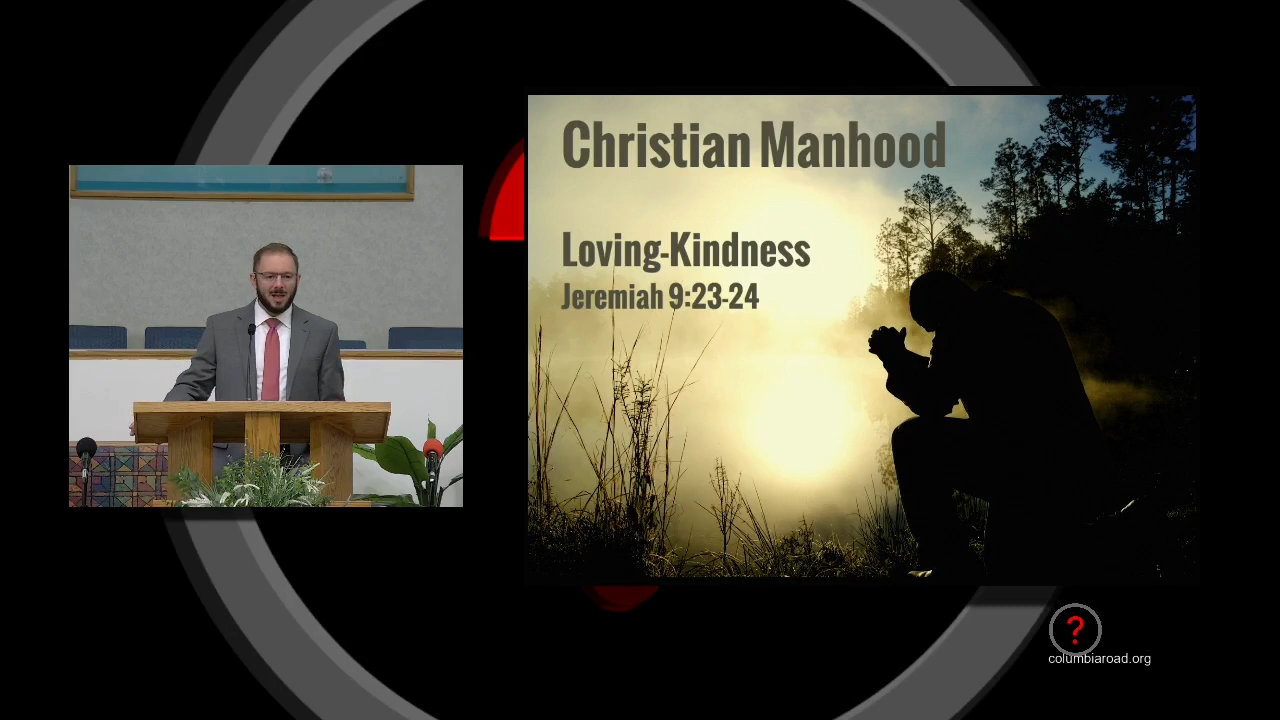 Christian Manhood
Loving-Kindness
Jeremiah 9:23-24
?
columbiaroad.org